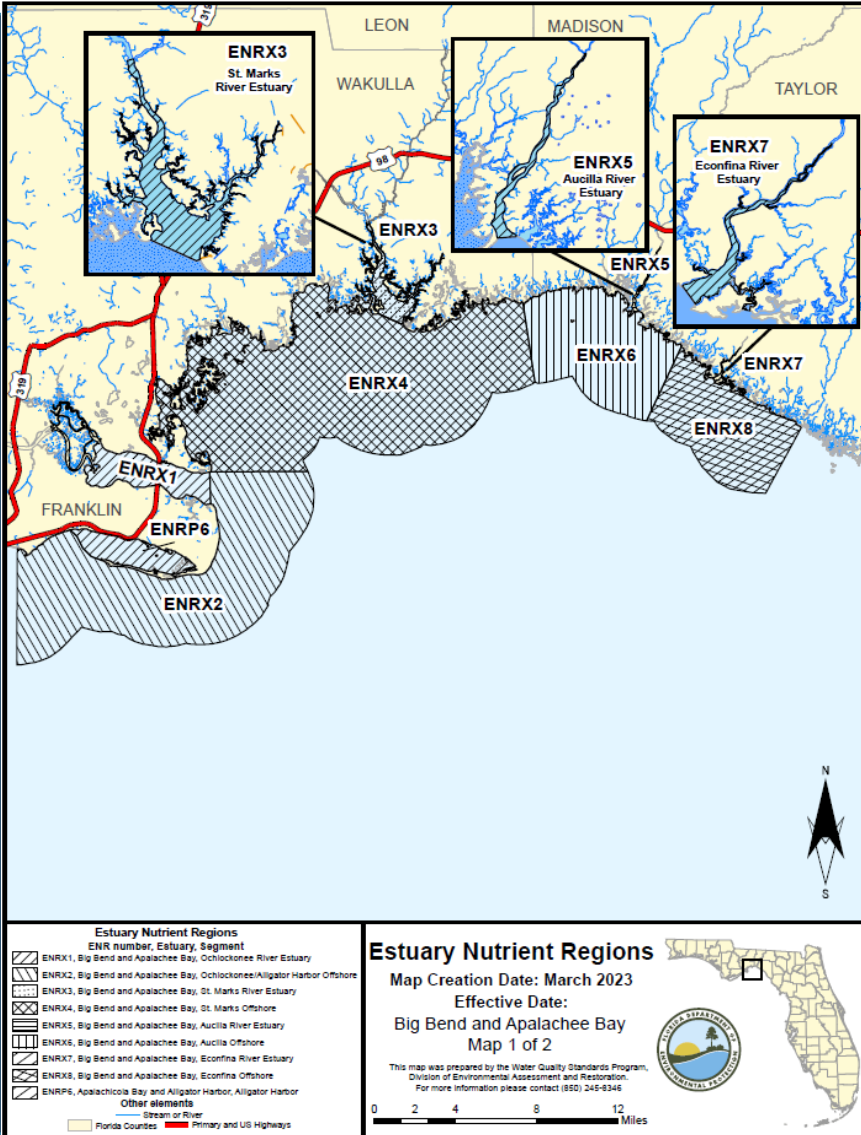 319
LEON
MADISON
ENRX3
St. Marks
River Estuary
WAKULLA
TAYLOR
ENRX7
Econfina River
Estuary
98
ENRX5
Aucilla River
Estuary
ENRX3
ENRX5
ENRX6
ENRX7
ENRX4
319
ENRX8
ENRX1
FRANKLIN
ENRP6
ENRX2
N
S
Estuary Nutrient Regions
ENR number, Estuary, Segment
ENRX1, Big Bend and Apalachee Bay, Ochlockonee River Estuary
ENRX2, Big Bend and Apalachee Bay, Ochlockonee/Alligator Harbor Offshore
ENRX3, Big Bend and Apalachee Bay, St. Marks River Estuary
ENRX4, Big Bend and Apalachee Bay, St. Marks Offshore
ENRX5, Big Bend and Apalachee Bay, Aucilla River Estuary
ENRX6, Big Bend and Apalachee Bay, Aucilla Offshore
ENRX7, Big Bend and Apalachee Bay, Econfina River Estuary
ENRX8, Big Bend and Apalachee Bay, Econfina Offshore
ENRP6, Apalachicola Bay and Alligator Harbor, Alligator Harbor
Other elements
Stream or River
Florida Counties Primary and US Highways
Estuary Nutrient Regions
Map Creation Date: March 2023
Effective Date:
Big Bend and Apalachee Bay
Map 1 of 2
This map was prepared by the Water Quality Standards Program,
Division of Environmental Assessment and Restoration.
For more information please contact (850) 245-8346
0 2 4 8 12
Miles
FLORIDA DEPARTMENT OF
ENVIRONMENTAL PROTECTION